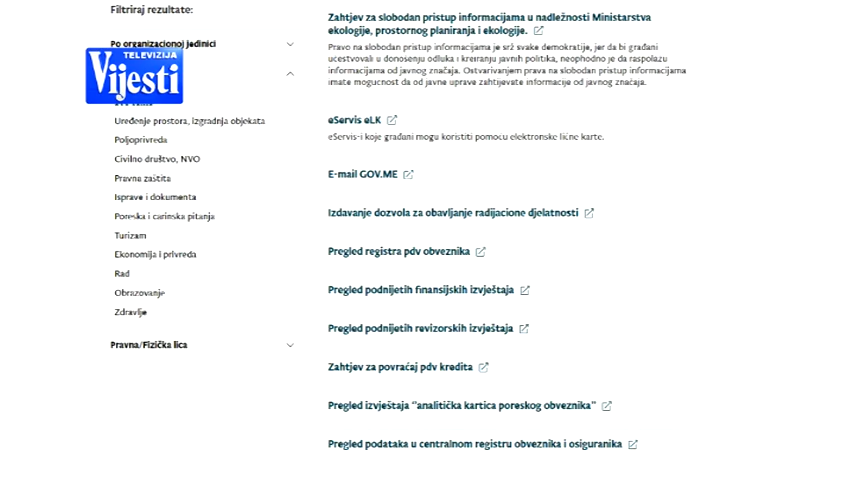 Filtriraj rezultate:
Po organizacionoj jedinici
TELEVIZIJA
Vijesti
Uređenje prostora, izgradnja objekata
Poljoprivreda
Civilno društvo, NVO
Pravna zaštita
Isprave i dokumenta
Poreska i carinska pitanja
Turizam
Ekonomija i privreda
Rad
Obrazovanje
Zdravlje
Pravna/Fizička lica
Zahtjev za slobodan pristup informacijama u nadležnosti Ministarstva
ekologije, prostornog planiranja i ekologije.
Pravo na slobodan pristup informacijama je srž svake demokratije, jer da bi građani
učestvovali u donošenju odluka i kreiranju javnih politika, neophodno je da raspolažu
informacijama od javnog značaja. Ostvarivanjem prava na slobodan pristup informacijama
imate mogućnost da od javne uprave zahtijevate informacije od javnog značaja.
eServis eLK
eServis-i koje građani mogu koristiti pomoću elektronske lične karte.
E-mail GOV.ME
Izdavanje dozvola za obavljanje radijacione djelatnosti
Pregled registra pdv obveznika
Pregled podnijetih finansijskih izvještaja
Pregled podnijetih revizorskih izvještaja
Zahtjev za povraćaj pdv kredita
Pregled izvještaja "analitička kartica poreskog obveznika"
Pregled podataka u centralnom registru obveznika i osiguranika